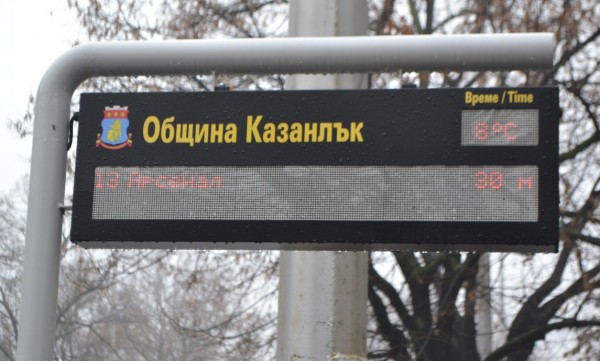 Община Казанлък
Време / Time
8°C
13 Арсенал 30 м